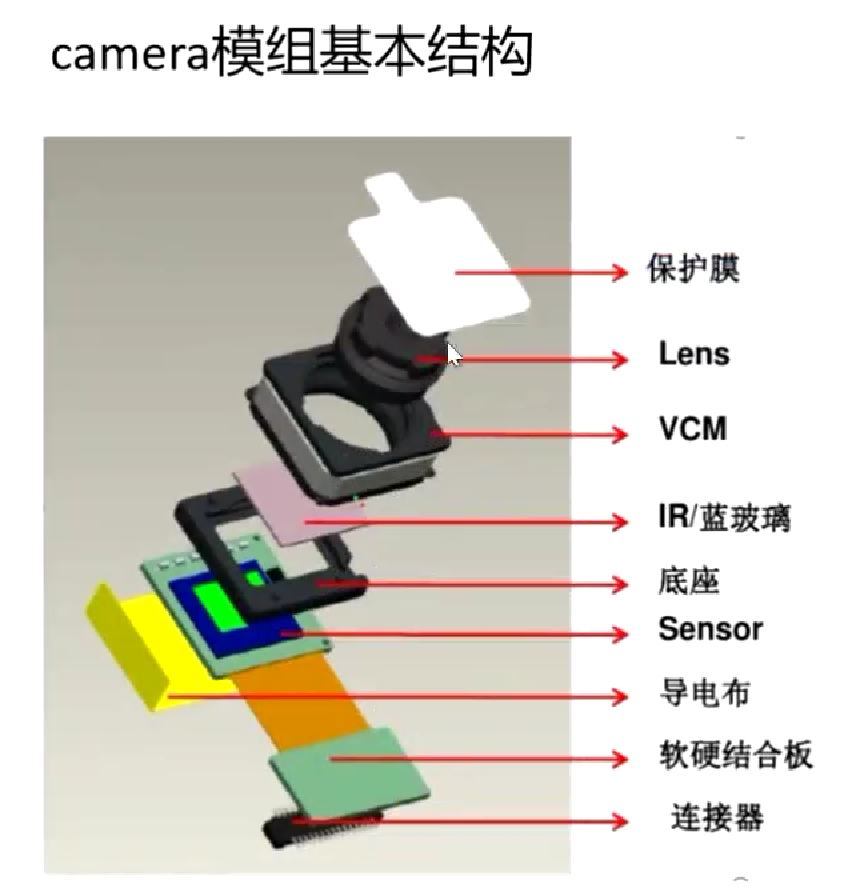 camera模组基本结构
保护膜
Lens
VCM
IR/蓝玻璃
底座
Sensor
导电布
软硬结合板
连接器